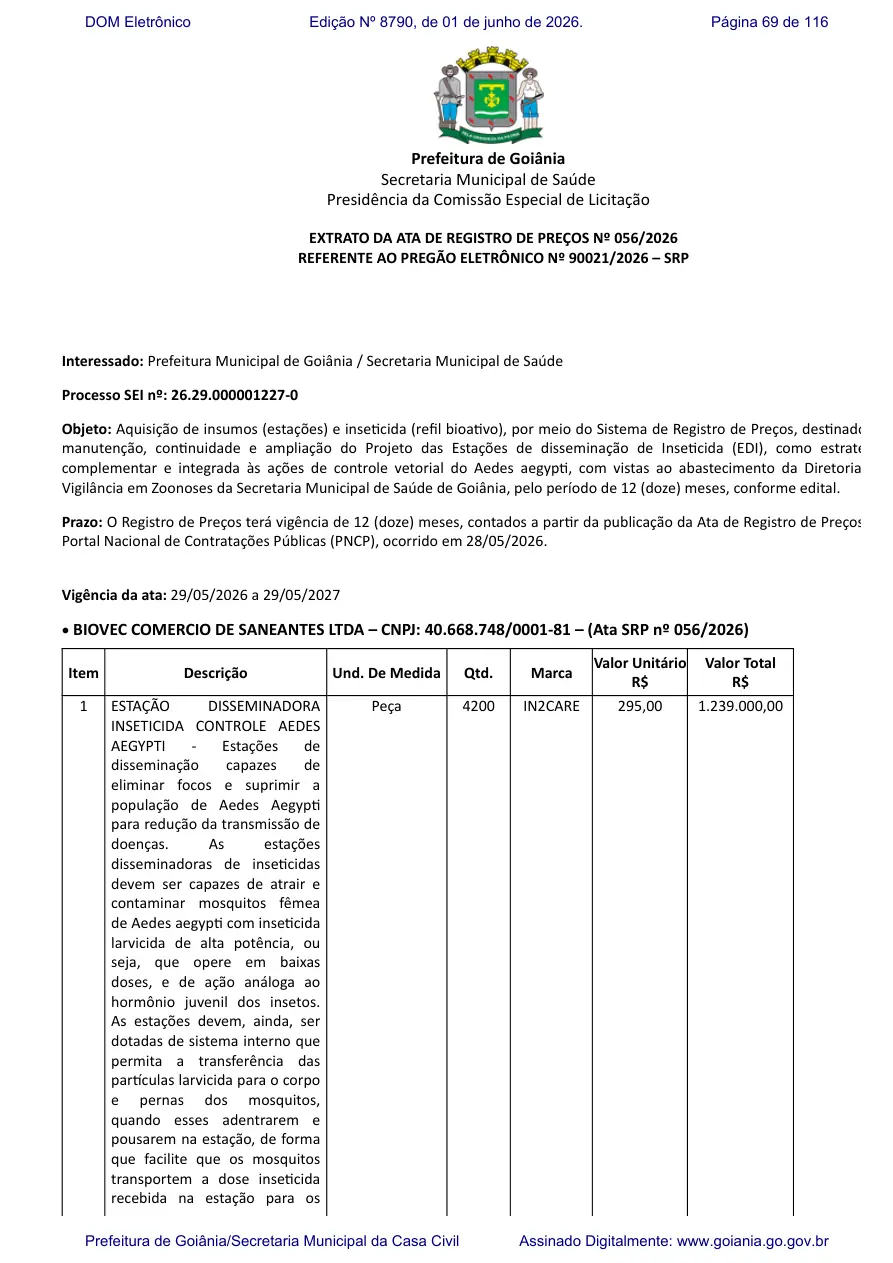 DOM Eletrônico Edição Nº 8790, de 01 de junho de 2026. Página 69 de 116
PELA GRANDEZA DA PÁTRIA
Prefeitura de Goiânia
Secretaria Municipal de Saúde
Presidência da Comissão Especial de Licitação
EXTRATO DA ATA DE REGISTRO DE PREÇOS Nº 056/2026
REFERENTE AO PREGÃO ELETRÔNICO Nº 90021/2026 – SRP
Interessado: Prefeitura Municipal de Goiânia / Secretaria Municipal de Saúde
Processo SEI nº: 26.29.000001227-0
Objeto: Aquisição de insumos (estações) e inseticida (refil bioativo), por meio do Sistema de Registro de Preços, destinado
manutenção, continuidade e ampliação do Projeto das Estações de disseminação de Inseticida (EDI), como estraté
complementar e integrada às ações de controle vetorial do Aedes aegypti, com vistas ao abastecimento da Diretoria
Vigilância em Zoonoses da Secretaria Municipal de Saúde de Goiânia, pelo período de 12 (doze) meses, conforme edital.
Prazo: O Registro de Preços terá vigência de 12 (doze) meses, contados a partir da publicação da Ata de Registro de Preços
Portal Nacional de Contratações Públicas (PNCP), ocorrido em 28/05/2026.
Vigência da ata: 29/05/2026 a 29/05/2027
• BIOVEC COMERCIO DE SANEANTES LTDA – CNPJ: 40.668.748/0001-81 – (Ata SRP nº 056/2026)
Item Descrição Und. De Medida Qtd. Marca Valor Unitário R$ Valor Total R$
1 ESTAÇÃO DISSEMINADORA Peça 4200 IN2CARE 295,00 1.239.000,00
INSETICIDA CONTROLE AEDES
AEGYPTI - Estações de
disseminação capazes de
eliminar focos e suprimir a
população de Aedes Aegypti
para redução da transmissão de
doenças. As estações
disseminadoras de inseticidas
devem ser capazes de atrair e
contaminar mosquitos fêmea
de Aedes aegypti com inseticida
larvicida de alta potência, ou
seja, que opere em baixas
doses, e de ação análoga ao
hormônio juvenil dos insetos.
As estações devem, ainda, ser
dotadas de sistema interno que
permita a transferência das
partículas larvicida para o corpo
e pernas dos mosquitos,
quando esses adentrarem e
pousarem na estação, de forma
que facilite que os mosquitos
transportem a dose inseticida
recebida na estação para os
Prefeitura de Goiânia/Secretaria Municipal da Casa Civil Assinado Digitalmente: www.goiania.go.gov.br